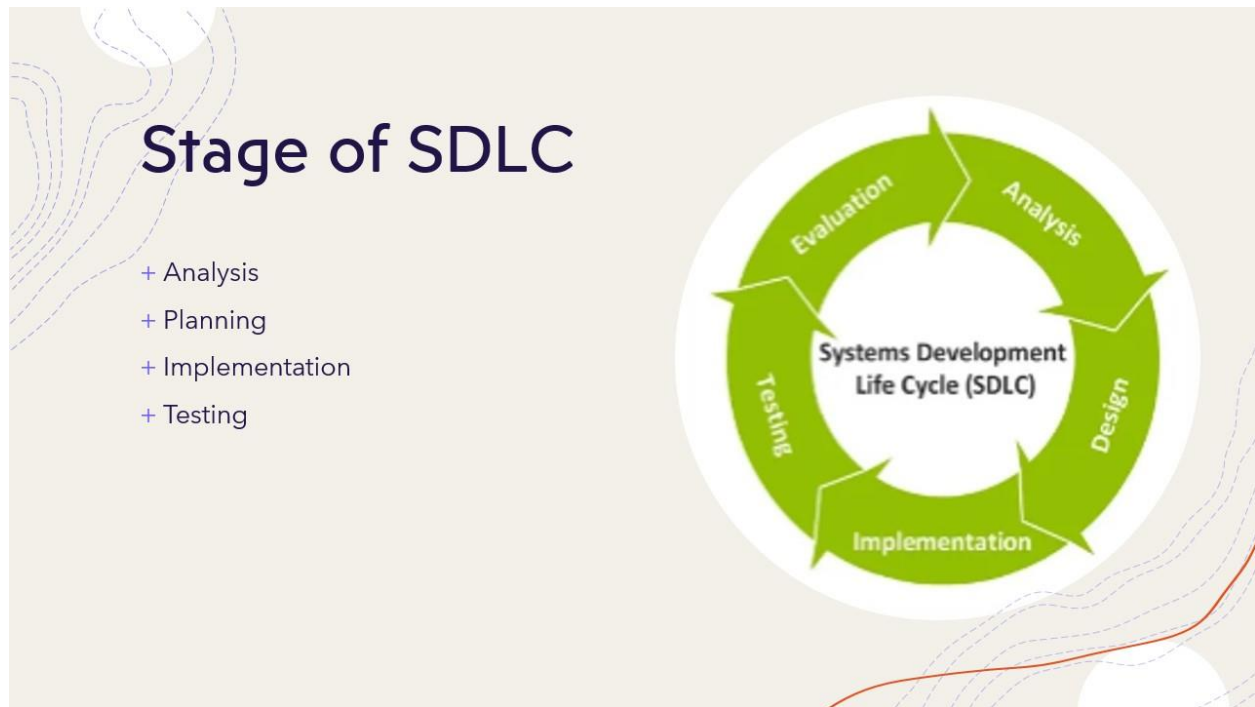 Stage of SDLC
+ Analysis
+ Planning
+ Implementation
+ Testing
Evaluation
Analysis
Systems Development
Life Cycle (SDLC)
Testing
Design
Implementation